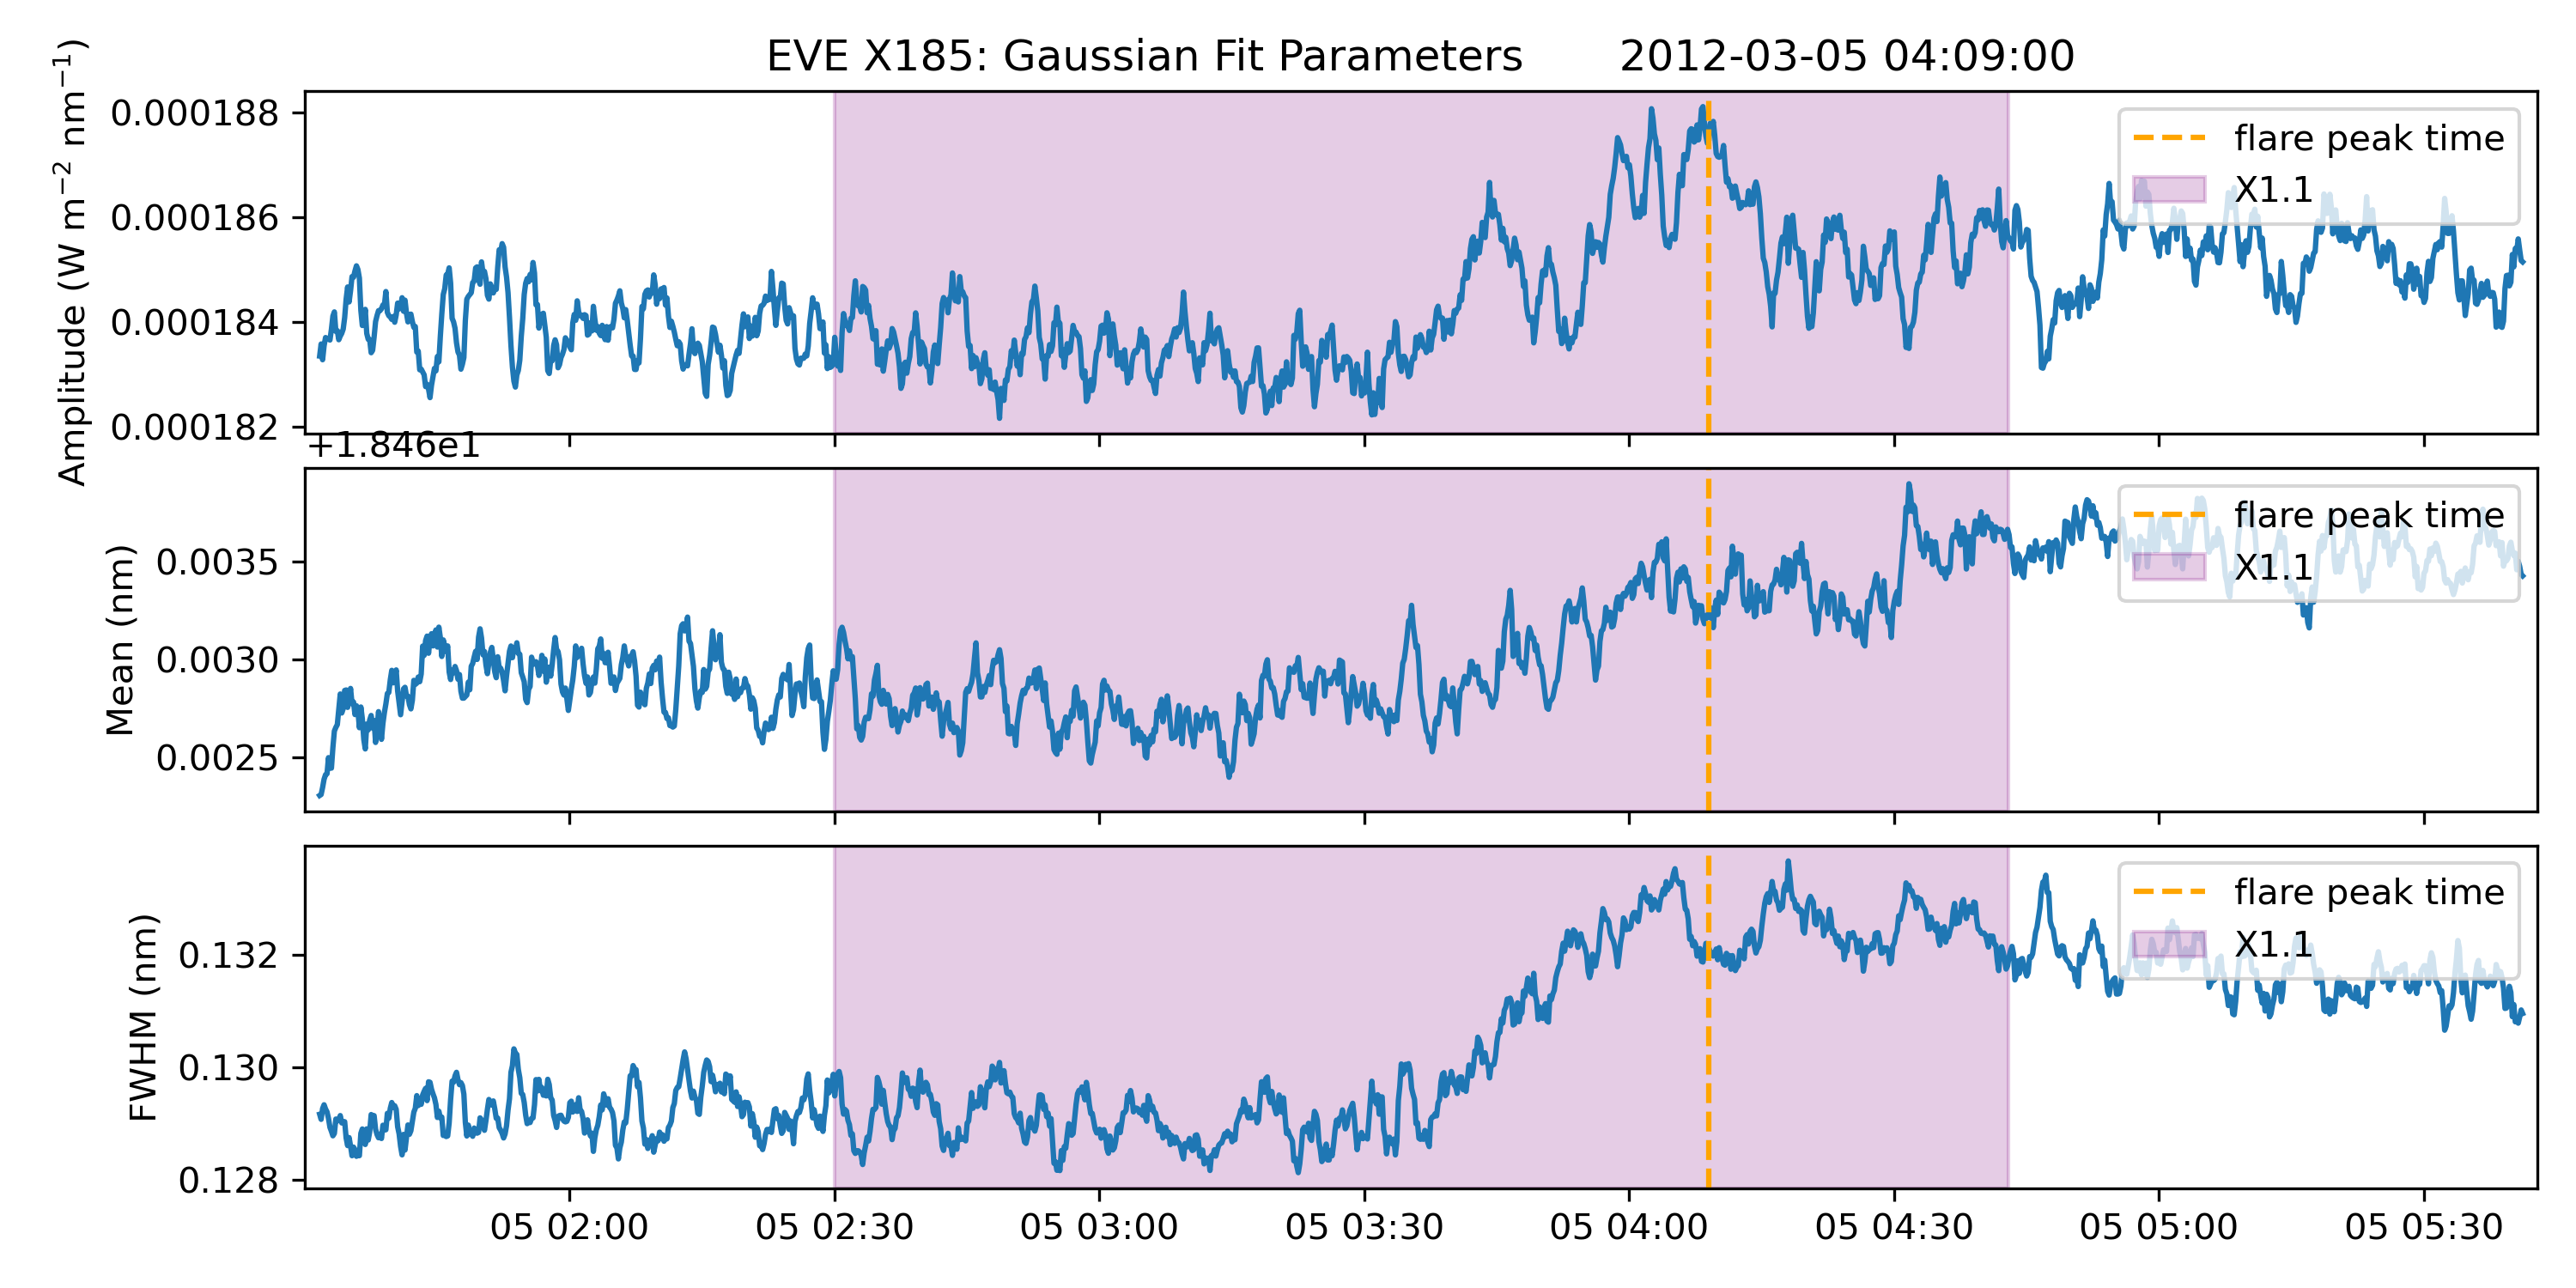 EVE X185: Gaussian Fit Parameters 2012-03-05 04:09:00
Amplitude (W m⁻² nm⁻¹)
0.000188
0.000186
0.000184
0.000182
flare peak time
X1.1
+1.846e1
Mean (nm)
0.0035
0.0030
0.0025
flare peak time
X1.1
FWHM (nm)
0.132
0.130
0.128
flare peak time
X1.1
05 02:00 05 02:30 05 03:00 05 03:30 05 04:00 05 04:30 05 05:00 05 05:30